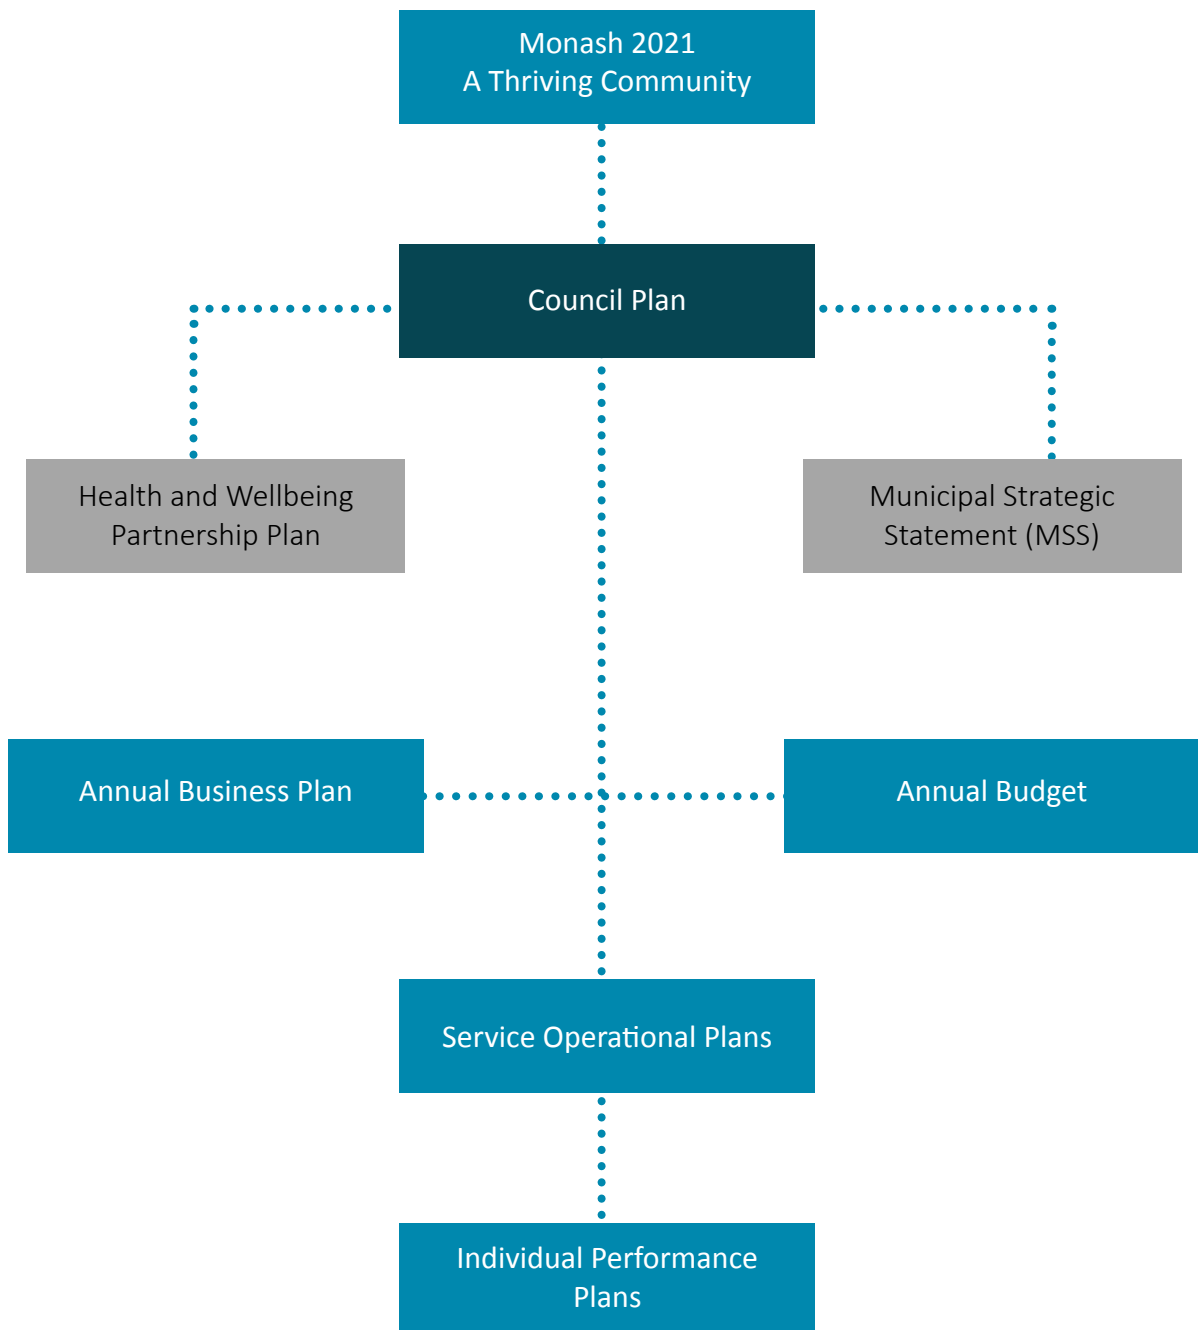 Monash 2021
A Thriving Community
Council Plan
Health and Wellbeing
Partnership Plan
Municipal Strategic
Statement (MSS)
Annual Business Plan
Annual Budget
Service Operational Plans
Individual Performance
Plans